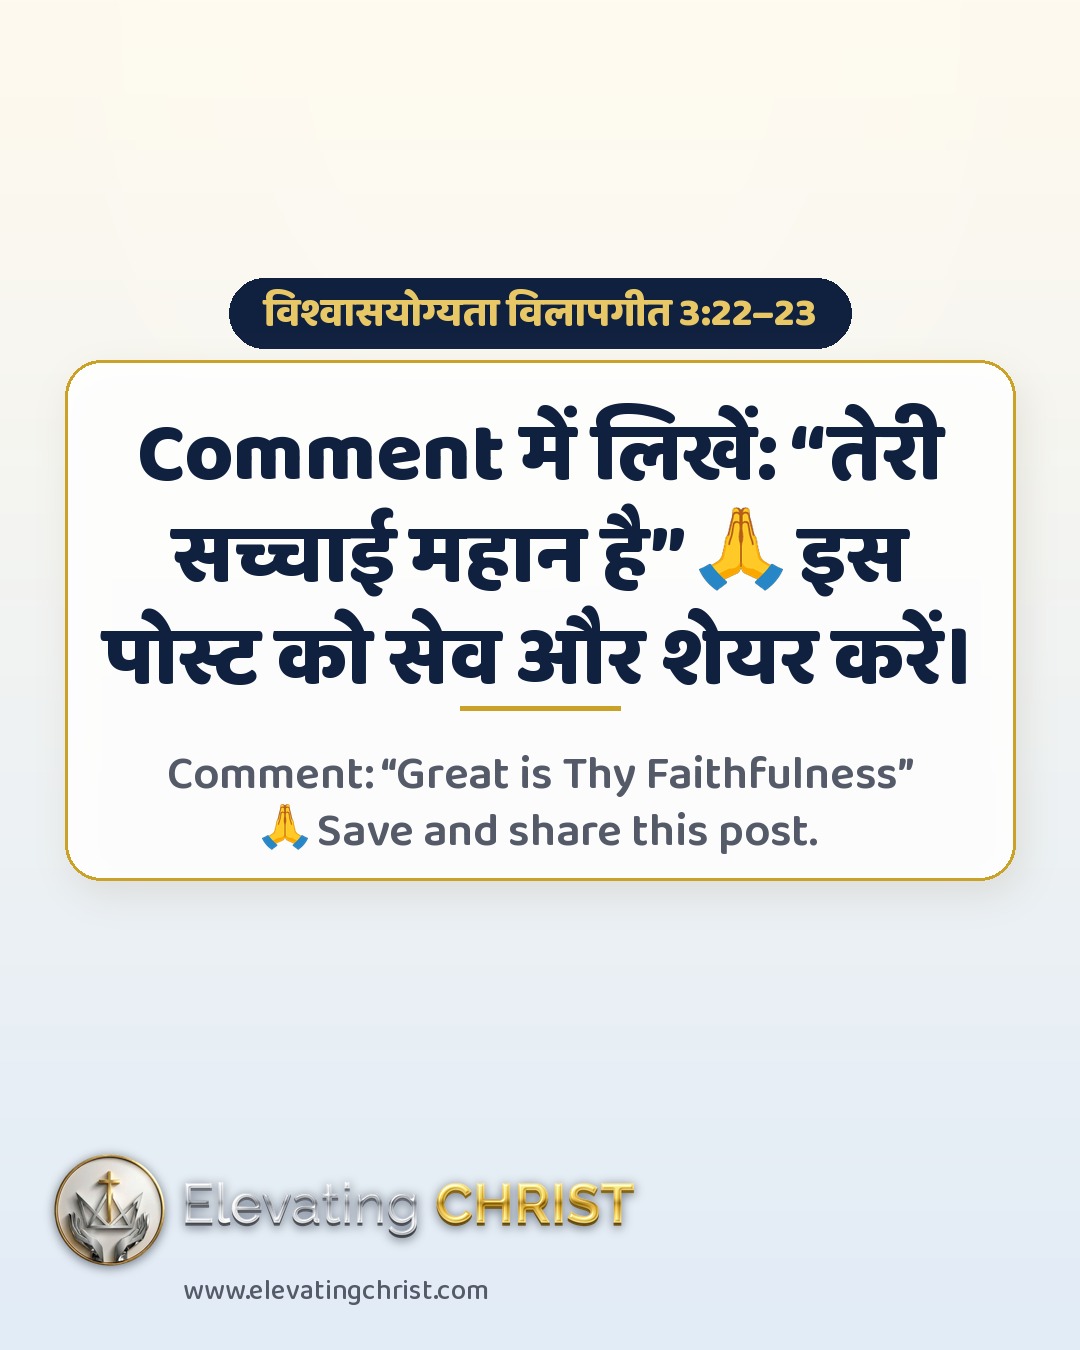 विश्वासयोग्यता विलापगीत 3:22–23
Comment में लिखें: “तेरी
सच्चाई महान है” 🙏 इस
पोस्ट को सेव और शेयर करें।
Comment: “Great is Thy Faithfulness”
🙏 Save and share this post.
Elevating CHRIST
www.elevatingchrist.com